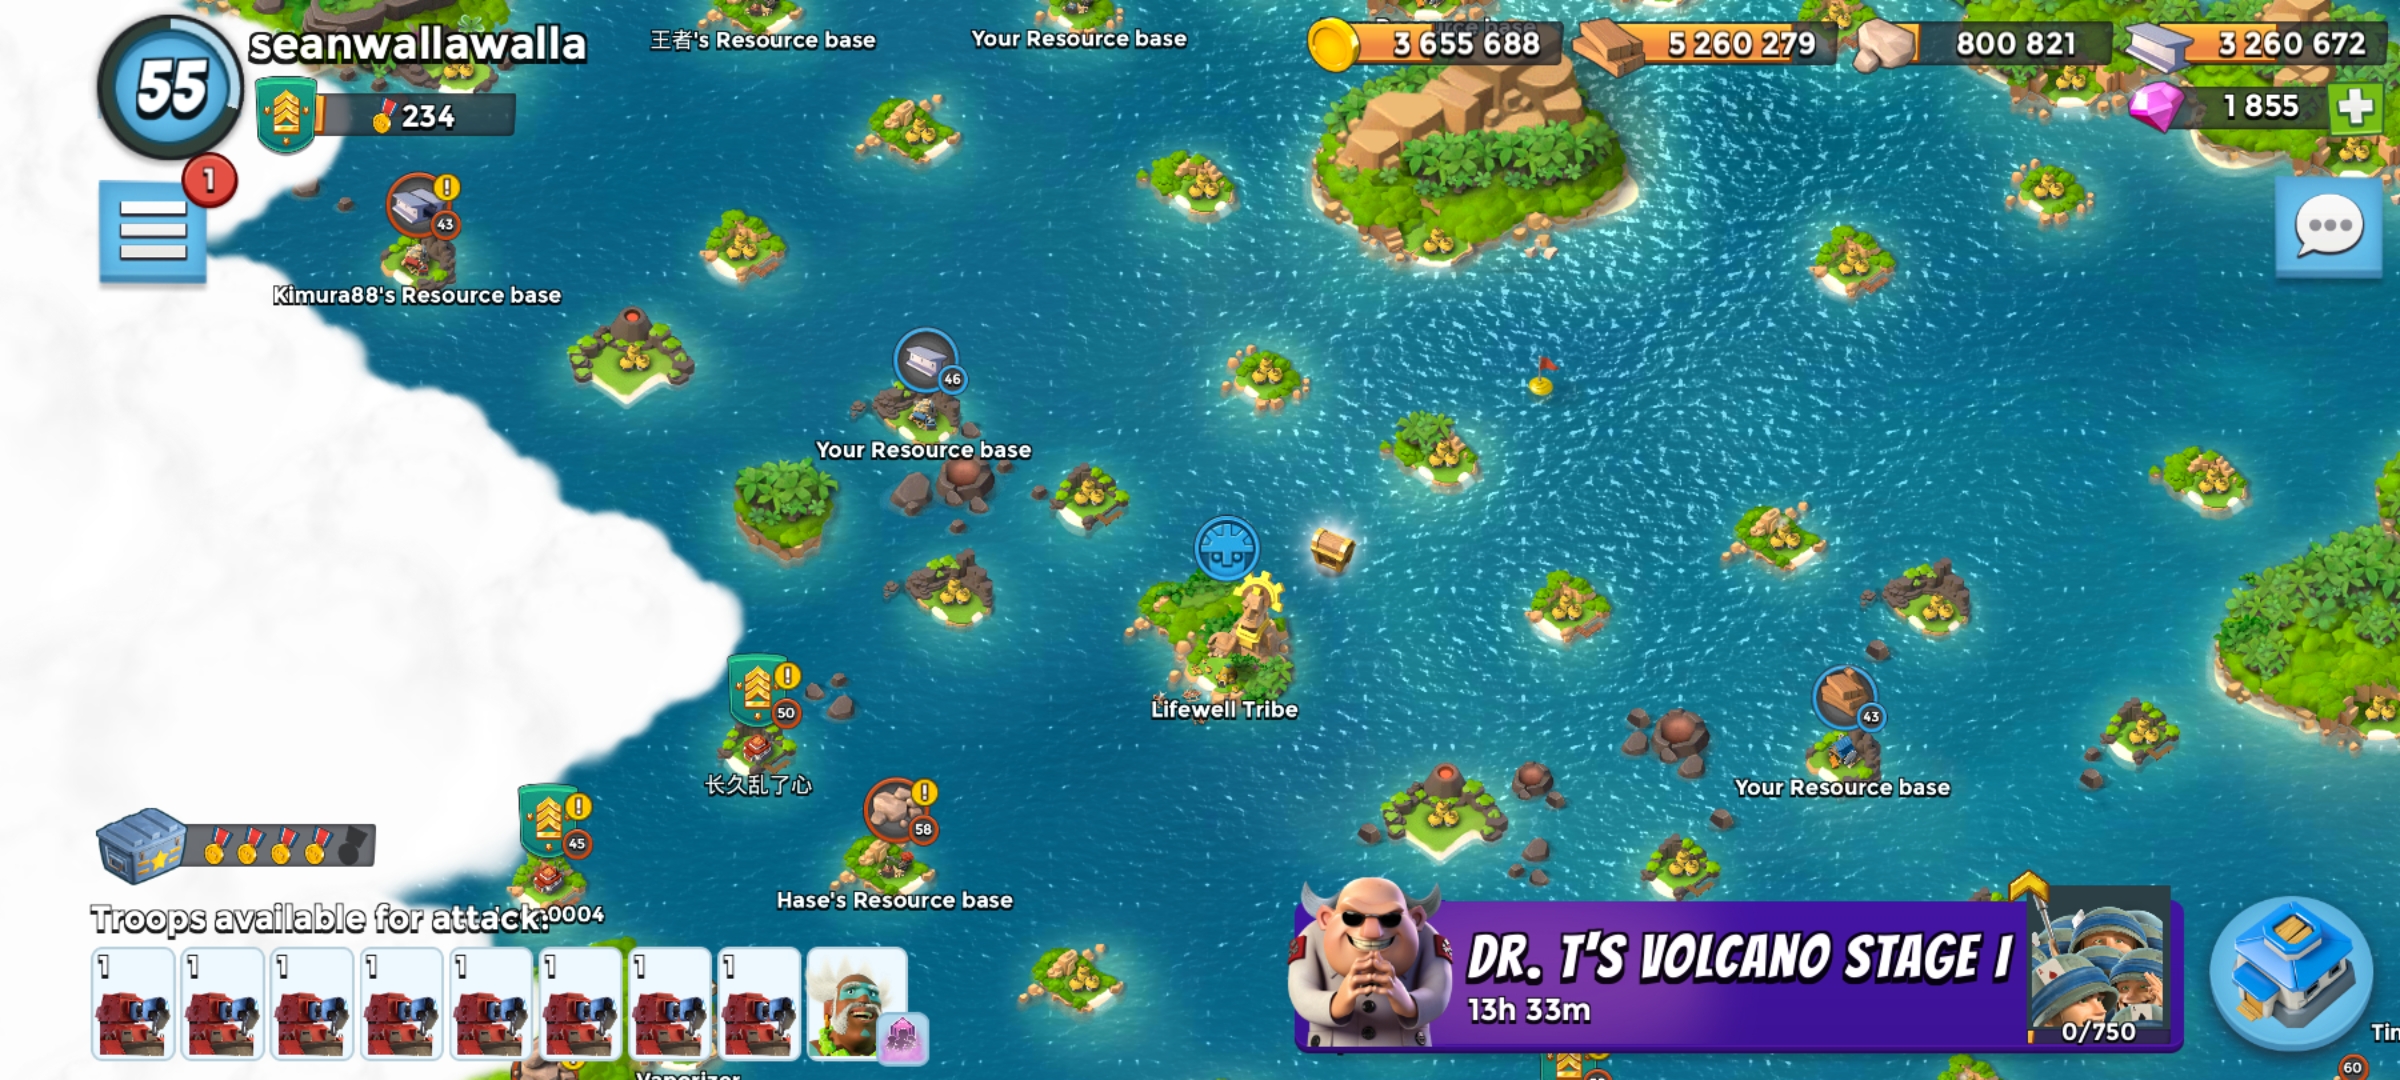 55
seanwallawalla
234
王者's Resource base
Your Resource base
3 655 688
5 260 279
800 821
3 260 672
1 855
1
43
Kimura88's Resource base
46
Your Resource base
Lifewell Tribe
50
长久乱了心
43
Your Resource base
45
0004
58
Hase's Resource base
Troops available for attack:
1 1 1 1 1 1 1 1
DR. T'S VOLCANO STAGE I
13h 33m
0/750
60
Vaporizer